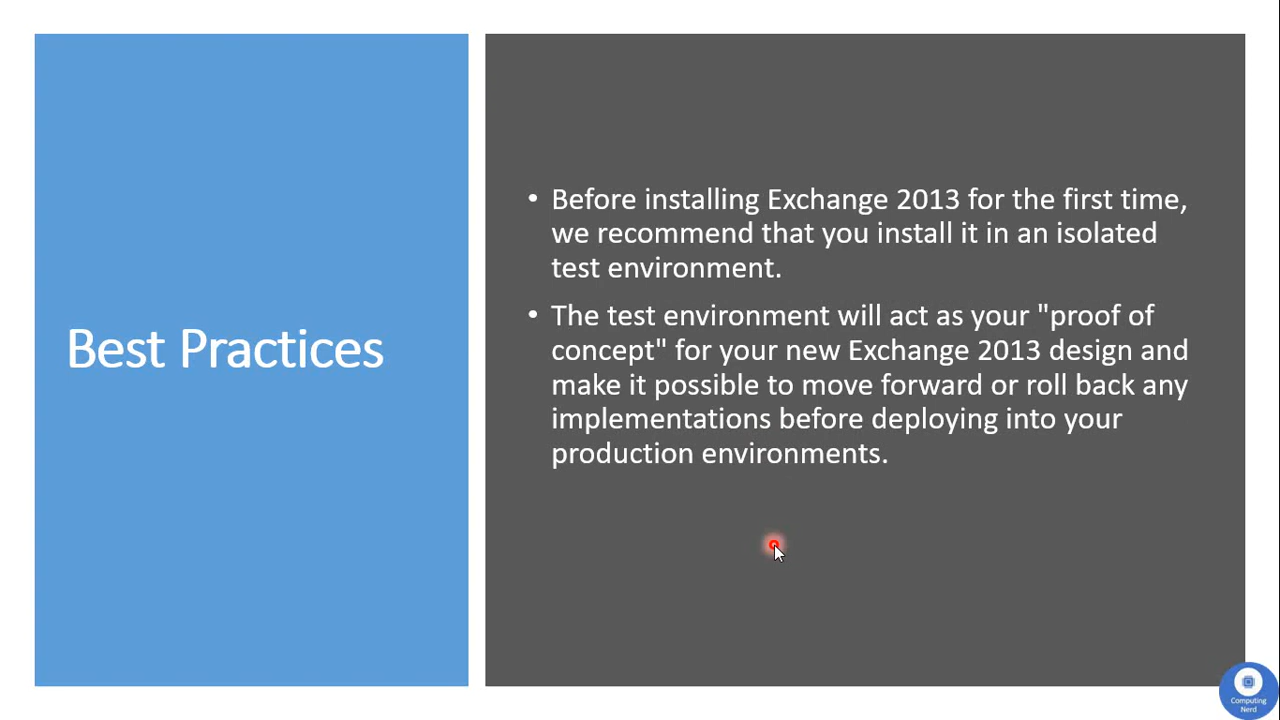 Best Practices
• Before installing Exchange 2013 for the first time,
we recommend that you install it in an isolated
test environment.
• The test environment will act as your "proof of
concept" for your new Exchange 2013 design and
make it possible to move forward or roll back any
implementations before deploying into your
production environments.
Computing
Nerd